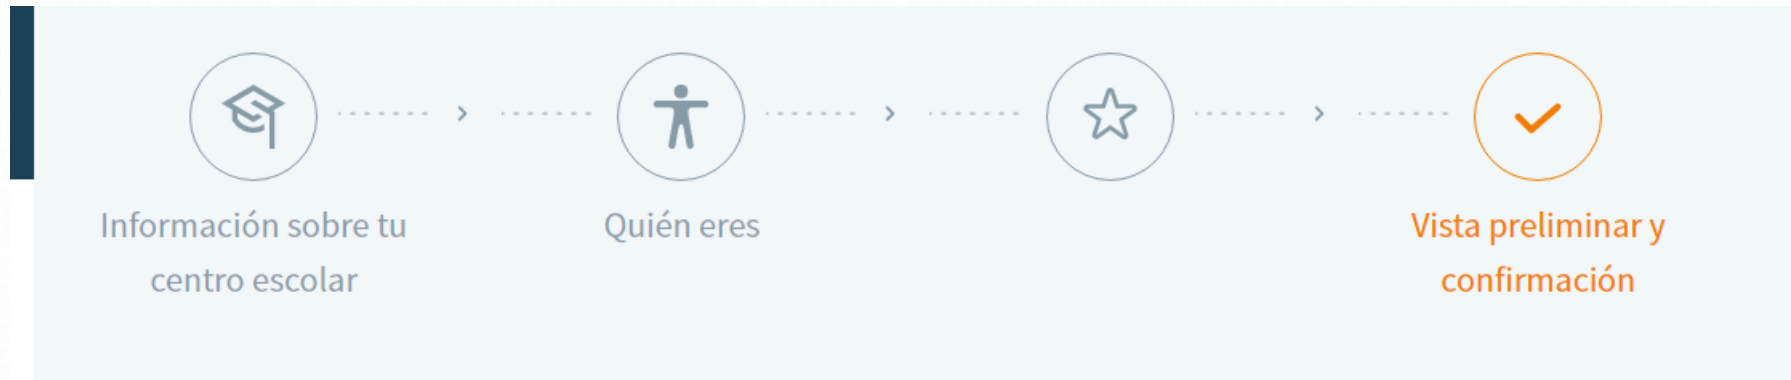 Información sobre tu
centro escolar
Quién eres
Vista preliminar y
confirmación